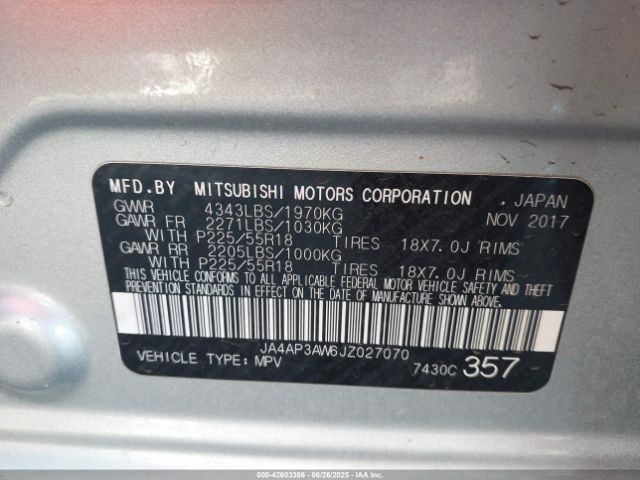 MFD.BY MITSUBISHI MOTORS CORPORATION . JAPAN
GVWR 4343LBS/1970KG NOV 2017
GAWR FR 2271LBS/1030KG
WITH P225/55R18 TIRES 18X7.0J RIMS
GAWR RR 2205LBS/1000KG
WITH P225/55R18 TIRES 18X7.0J RIMS
THIS VEHICLE CONFORMS TO ALL APPLICABLE FEDERAL MOTOR VEHICLE SAFETY AND THEFT
PREVENTION STANDARDS IN EFFECT ON THE DATE OF MANUFACTURE SHOWN ABOVE.
JA4AP3AW6JZ027070
VEHICLE TYPE: MPV 7430C 357
000-42603386 - 06/26/2025 - IAAI.COM